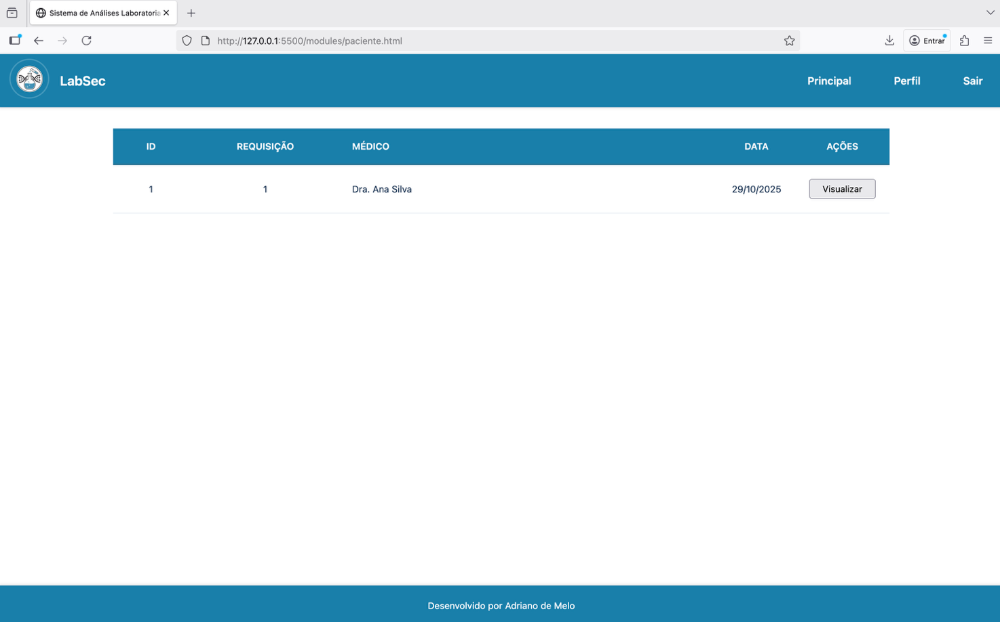 Sistema de Análises Laboratoria
http://127.0.0.1:5500/modules/paciente.html
Entrar
LabSec
Principal
Perfil
Sair
ID REQUISIÇÃO MÉDICO DATA AÇÕES
1 1 Dra. Ana Silva 29/10/2025 Visualizar
Desenvolvido por Adriano de Melo